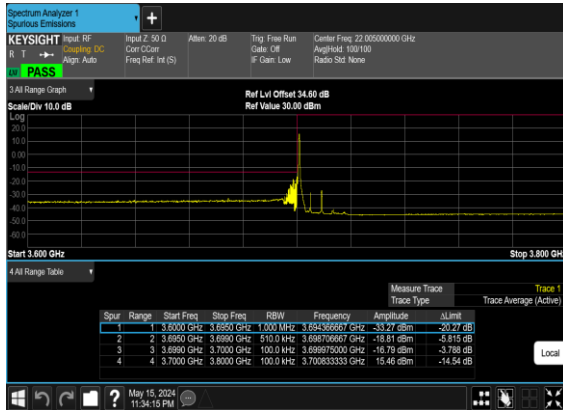 Spectrum Analyzer 1
Spurious Emissions
+
KEYSIGHT Input: RF Input Z: 50 Ω Atten: 20 dB Trig: Free Run Center Freq: 22.005000000 GHz
R T Coupling: DC Corr CCorr Gate: Off Avg|Hold: 100/100
Align: Auto Freq Ref: Int (S) IF Gain: Low Radio Std: None
LXI PASS
3 All Range Graph Ref Lvl Offset 34.60 dB
Scale/Div 10.0 dB Ref Value 30.00 dBm
Log
20.0
10.0
0.00
-10.0
-20.0
-30.0
-40.0
-50.0
-60.0
Start 3.600 GHz Stop 3.800 GH
4 All Range Table
Measure Trace Trace 1
Trace Type Trace Average (Active)
Spur Range Start Freq Stop Freq RBW Frequency Amplitude ΔLimit
1 1 3.6000 GHz 3.6950 GHz 1.000 MHz 3.694366667 GHz -33.27 dBm -20.27 dB
2 2 3.6950 GHz 3.6990 GHz 510.0 kHz 3.698706667 GHz -18.81 dBm -5.815 dB
3 3 3.6990 GHz 3.7000 GHz 100.0 kHz 3.699975000 GHz -16.79 dBm -3.788 dB
4 4 3.7000 GHz 3.8000 GHz 100.0 kHz 3.700833333 GHz 15.46 dBm -14.54 dB
Local
? May 15, 2024
11:34:15 PM